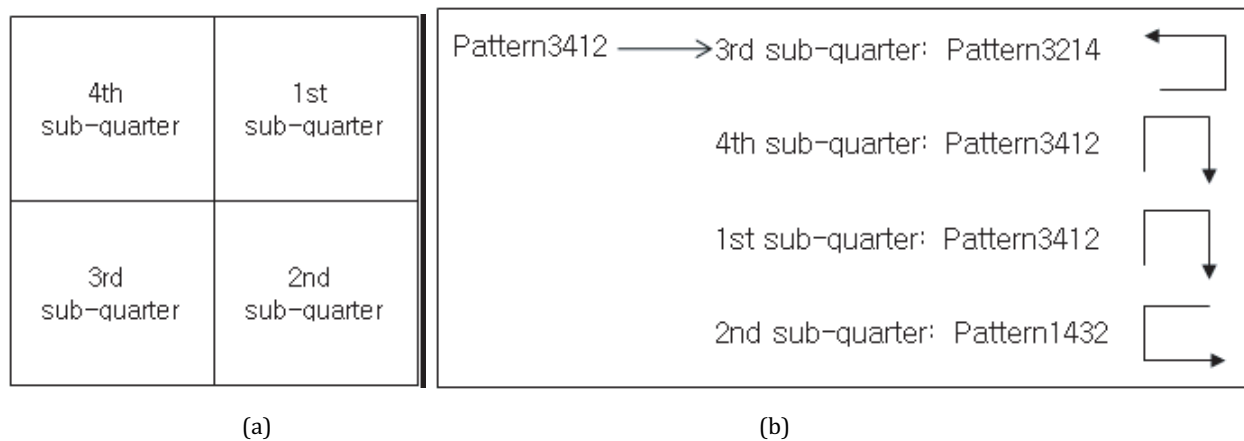 4th
sub-quarter
1st
sub-quarter
3rd
sub-quarter
2nd
sub-quarter
Pattern3412 3rd sub-quarter: Pattern3214
4th sub-quarter: Pattern3412
1st sub-quarter: Pattern3412
2nd sub-quarter: Pattern1432
(a)
(b)